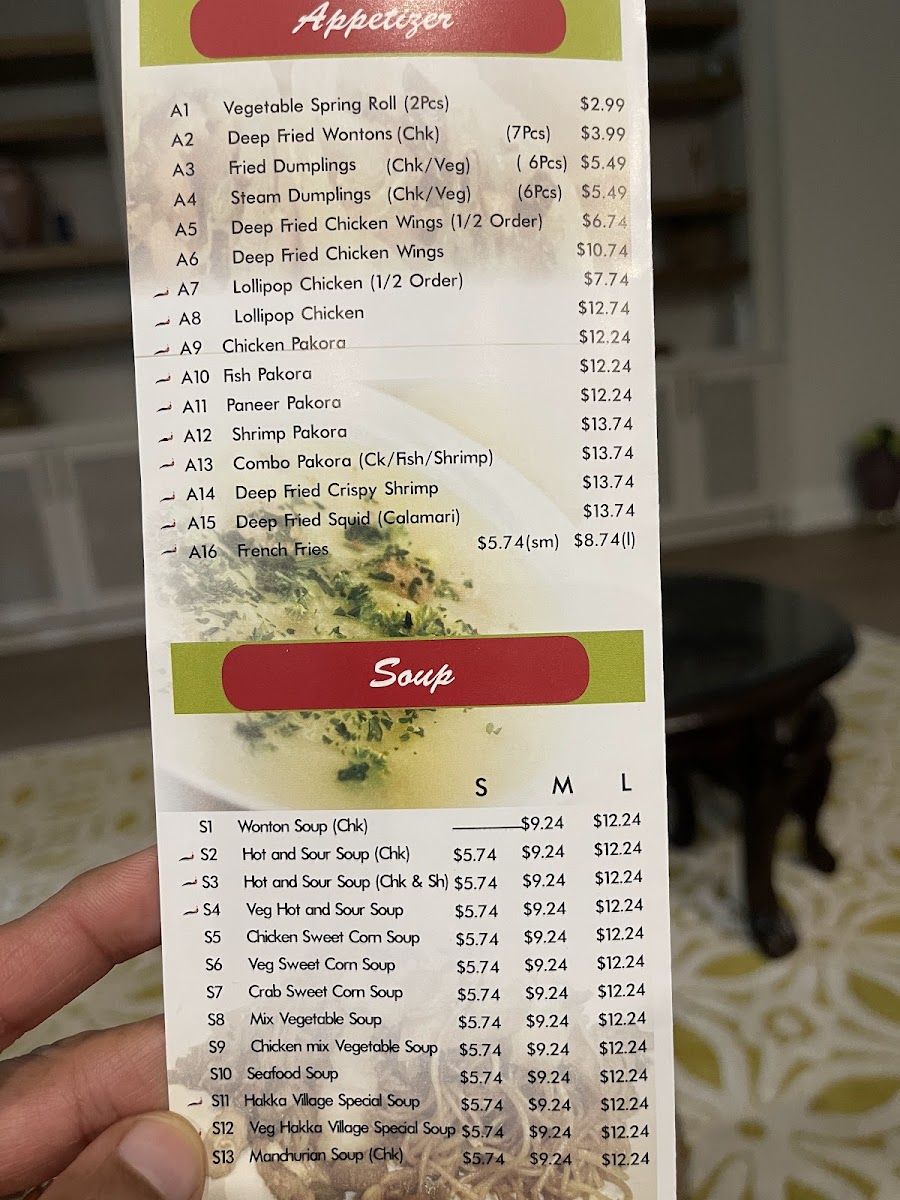 Appetizer
A1 Vegetable Spring Roll (2Pcs) $2.99
A2 Deep Fried Wontons (Chk) (7Pcs) $3.99
A3 Fried Dumplings (Chk/Veg) ( 6Pcs) $5.49
A4 Steam Dumplings (Chk/Veg) (6Pcs) $5.49
A5 Deep Fried Chicken Wings (1/2 Order) $6.74
A6 Deep Fried Chicken Wings $10.74
A7 Lollipop Chicken (1/2 Order) $7.74
A8 Lollipop Chicken $12.74
A9 Chicken Pakora $12.24
A10 Fish Pakora $12.24
A11 Paneer Pakora $12.24
A12 Shrimp Pakora $13.74
A13 Combo Pakora (Ck/Fish/Shrimp) $13.74
A14 Deep Fried Crispy Shrimp $13.74
A15 Deep Fried Squid (Calamari) $13.74
A16 French Fries $5.74(sm) $8.74(l)
Soup
S M L
S1 Wonton Soup (Chk) $9.24 $12.24
S2 Hot and Sour Soup (Chk) $5.74 $9.24 $12.24
S3 Hot and Sour Soup (Chk & Sh) $5.74 $9.24 $12.24
S4 Veg Hot and Sour Soup $5.74 $9.24 $12.24
S5 Chicken Sweet Corn Soup $5.74 $9.24 $12.24
S6 Veg Sweet Corn Soup $5.74 $9.24 $12.24
S7 Crab Sweet Corn Soup $5.74 $9.24 $12.24
S8 Mix Vegetable Soup $5.74 $9.24 $12.24
S9 Chicken mix Vegetable Soup $5.74 $9.24 $12.24
S10 Seafood Soup $5.74 $9.24 $12.24
S11 Hakka Village Special Soup $5.74 $9.24 $12.24
S12 Veg Hakka Village Special Soup $5.74 $9.24 $12.24
S13 Manchurian Soup (Chk) $5.74 $9.24 $12.24